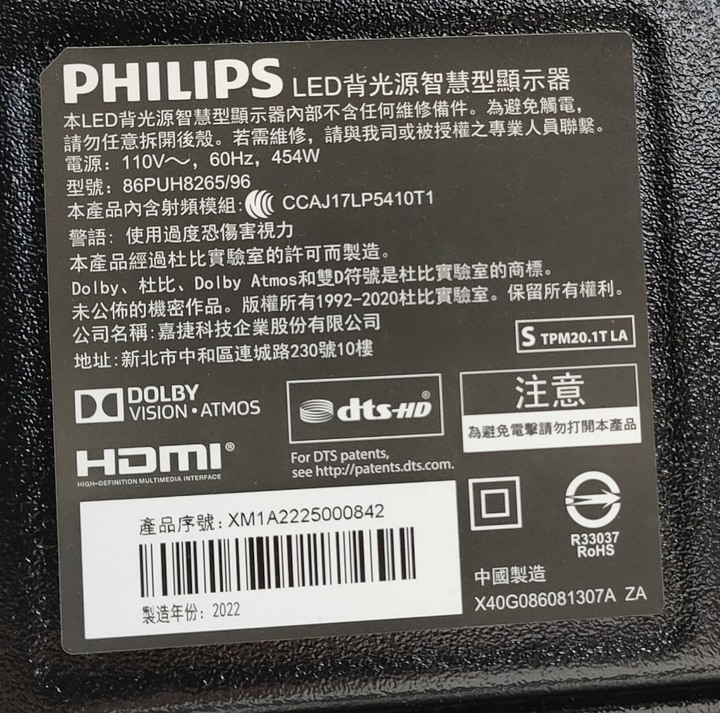 PHILIPS LED背光源智慧型顯示器
本LED背光源智慧型顯示器內部不含任何維修備件。為避免觸電，
請勿任意拆開後殼。若需維修，請與我司或被授權之專業人員聯繫。
電源：110V～，60Hz，454W
型號：86PUH8265/96
本產品內含射頻模組：CCAJ17LP5410T1
警語：使用過度恐傷害視力
本產品經過杜比實驗室的許可而製造。
Dolby、杜比、Dolby Atmos和雙D符號是杜比實驗室的商標。
未公佈的機密作品。版權所有1992-2020杜比實驗室。保留所有權利。
公司名稱：嘉捷科技企業股份有限公司
地址：新北市中和區連城路230號10樓
S TPM20.1T LA
DOLBY
VISION·ATMOS
dts-HD®
注意
為避免電擊請勿打開本產品
HDMI®
HIGH-DEFINITION MULTIMEDIA INTERFACE
For DTS patents,
see http://patents.dts.com.
產品序號：XM1A2225000842
製造年份：2022
R33037
RoHS
中國製造
X40G086081307A ZA